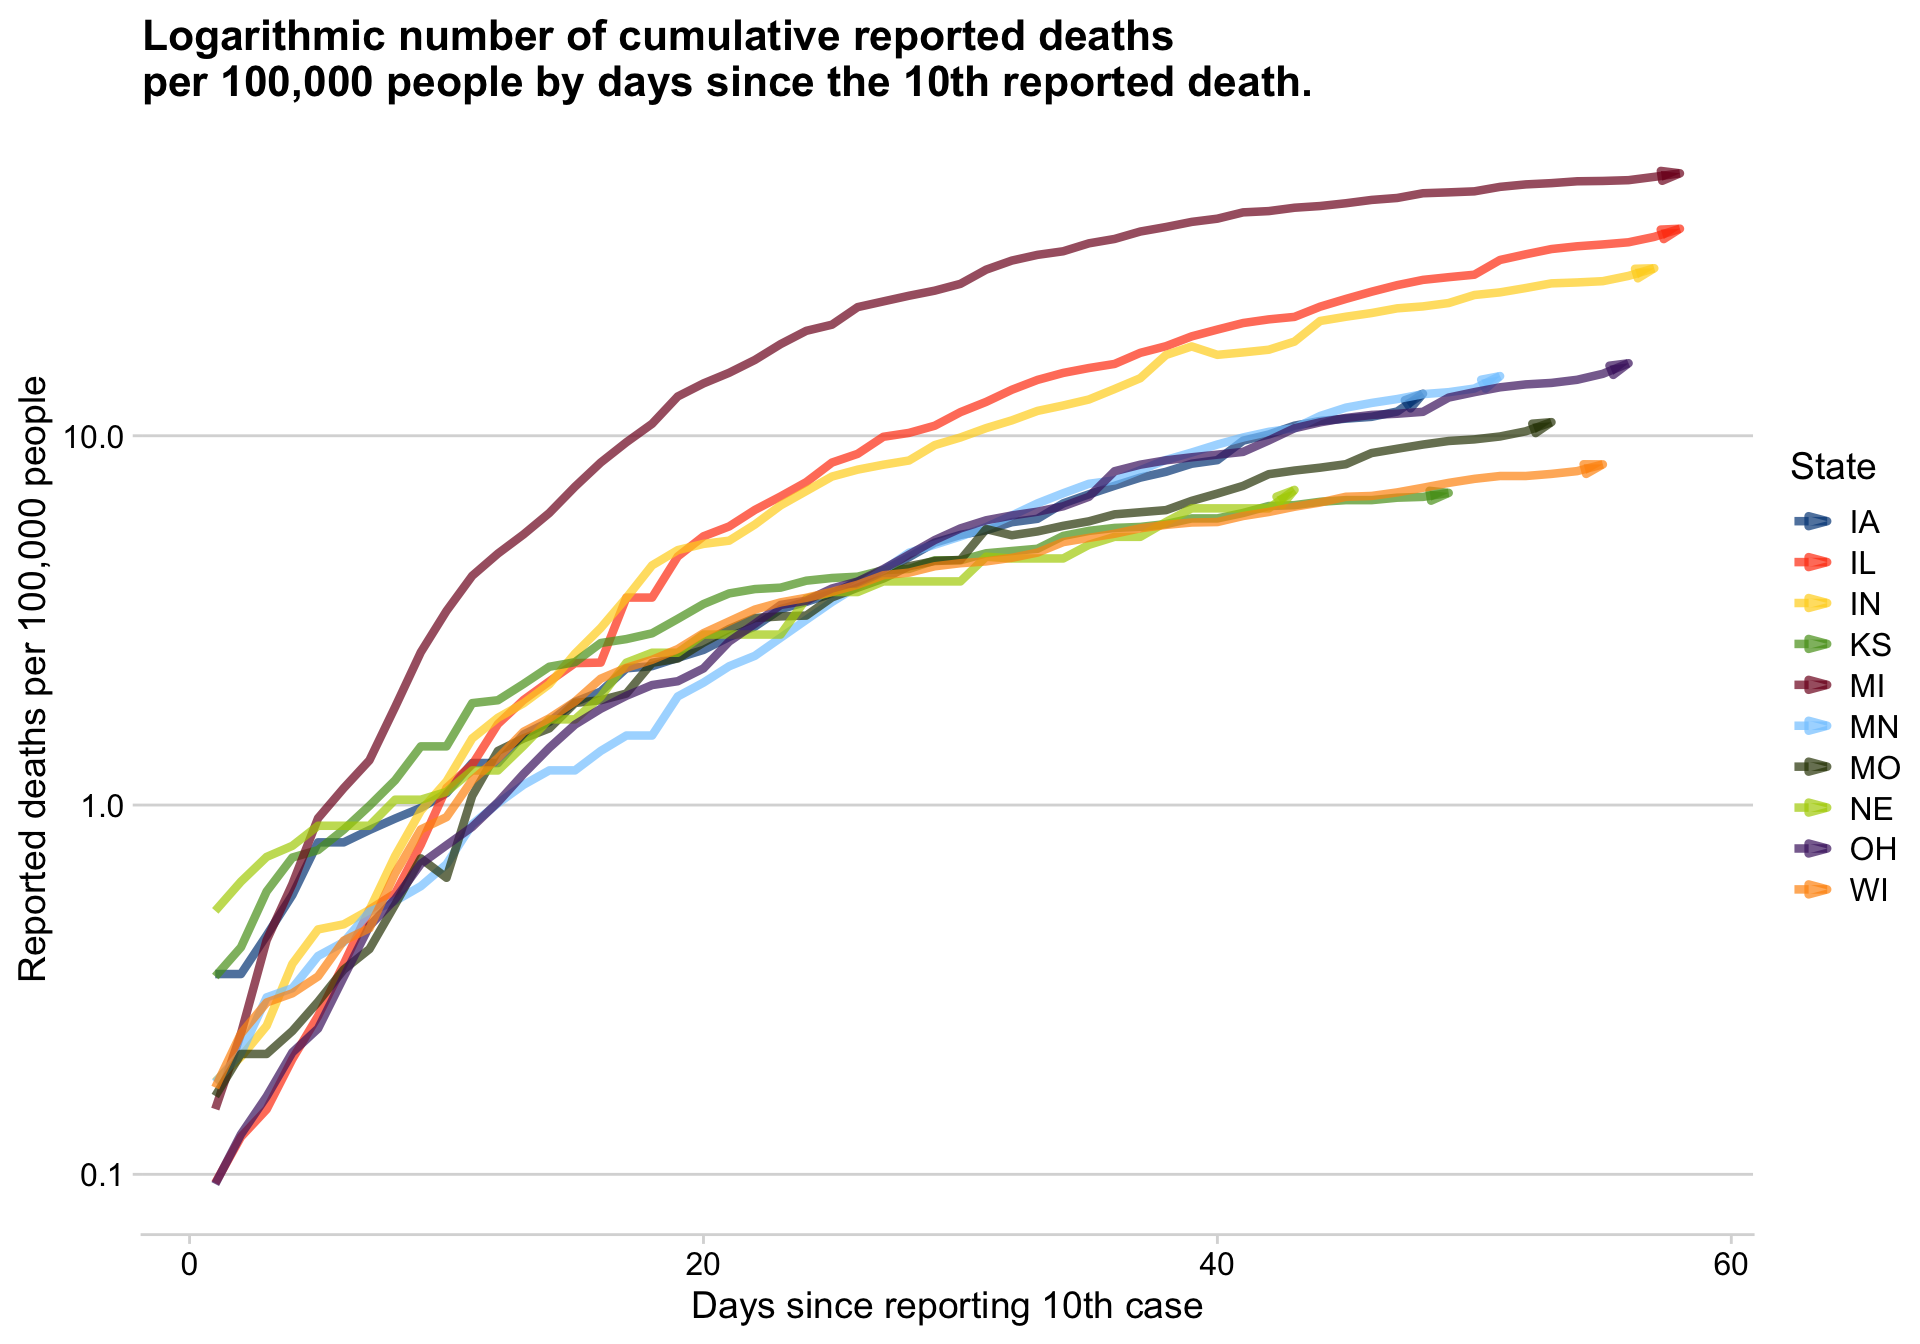 Logarithmic number of cumulative reported deaths
per 100,000 people by days since the 10th reported death.
Reported deaths per 100,000 people
10.0
1.0
0.1
0
20
40
60
Days since reporting 10th case
State
IA
IL
IN
KS
MI
MN
MO
NE
OH
WI